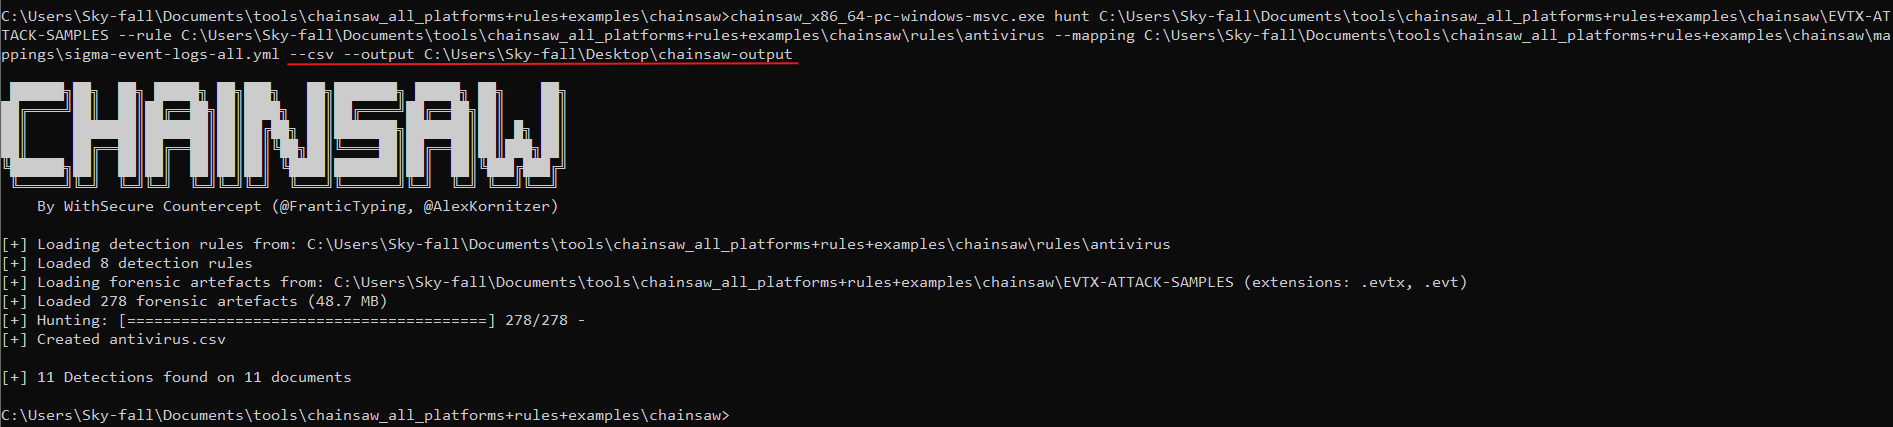 C:\Users\Sky-fall\Documents\tools\chainsaw_all_platforms+rules+examples\chainsaw>chainsaw_x86_64-pc-windows-msvc.exe hunt C:\Users\Sky-fall\Documents\tools\chainsaw_all_platforms+rules+examples\chainsaw\EVTX-AT
TACK-SAMPLES --rule C:\Users\Sky-fall\Documents\tools\chainsaw_all_platforms+rules+examples\chainsaw\rules\antivirus --mapping C:\Users\Sky-fall\Documents\tools\chainsaw_all_platforms+rules+examples\chainsaw\ma
ppings\sigma-event-logs-all.yml --csv --output C:\Users\Sky-fall\Desktop\chainsaw-output
CHAINSAW
By WithSecure Countercept (@FranticTyping, @AlexKornitzer)
[+] Loading detection rules from: C:\Users\Sky-fall\Documents\tools\chainsaw_all_platforms+rules+examples\chainsaw\rules\antivirus
[+] Loaded 8 detection rules
[+] Loading forensic artefacts from: C:\Users\Sky-fall\Documents\tools\chainsaw_all_platforms+rules+examples\chainsaw\EVTX-ATTACK-SAMPLES (extensions: .evtx, .evt)
[+] Loaded 278 forensic artefacts (48.7 MB)
[+] Hunting: [========================================] 278/278 -
[+] Created antivirus.csv
[+] 11 Detections found on 11 documents
C:\Users\Sky-fall\Documents\tools\chainsaw_all_platforms+rules+examples\chainsaw>